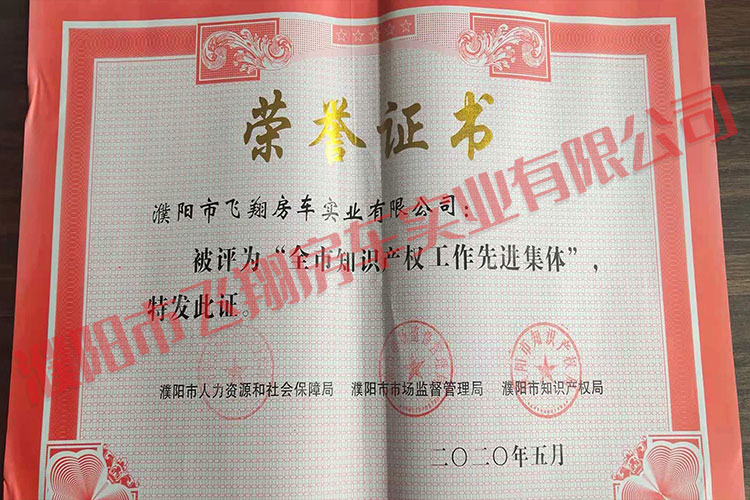 荣誉证书
濮阳市飞翔房车实业有限公司：
被评为“全市知识产权工作先进集体”，
特发此证。
濮阳市人力资源和社会保障局 濮阳市市场监督管理局 濮阳市知识产权局
二〇二〇年五月
濮阳市飞翔房车实业有限公司